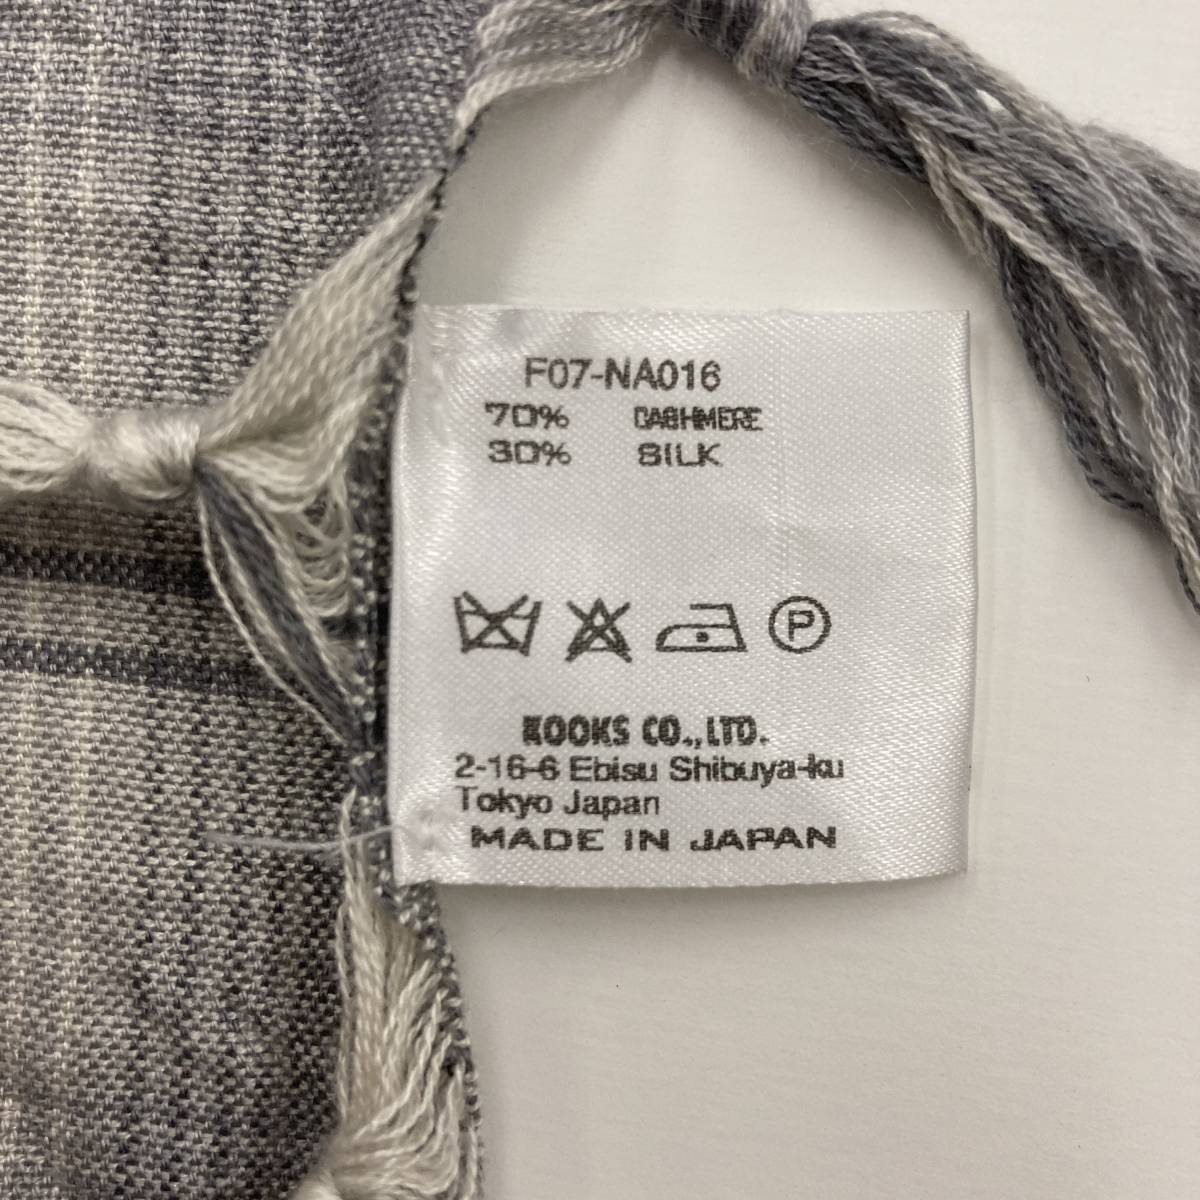 F07-NA016
70% CASHMERE
30% SILK
P
KOOKS CO.,LTD.
2-16-6 Ebisu Shibuya-ku
Tokyo Japan
MADE IN JAPAN